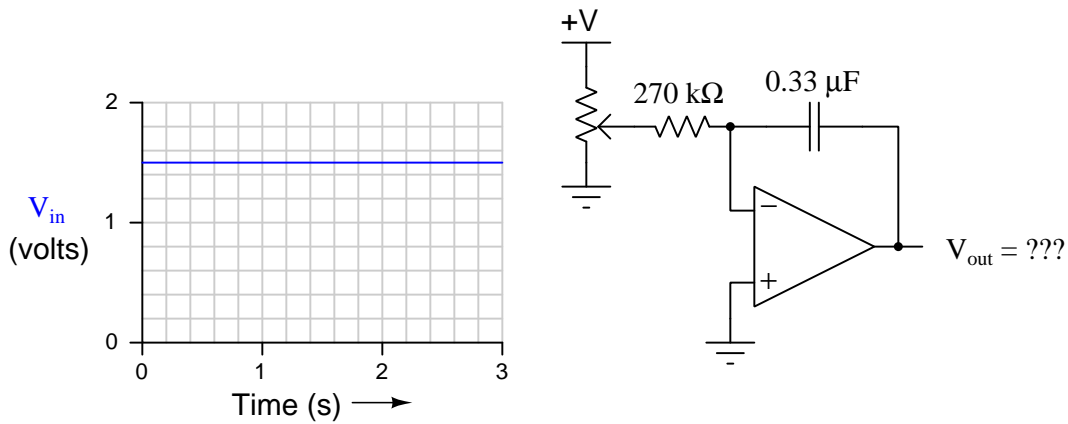 2
1
0
V_in
(volts)
0 1 2 3
Time (s)
+V
270 kΩ
0.33 μF
−
+
V_out = ???